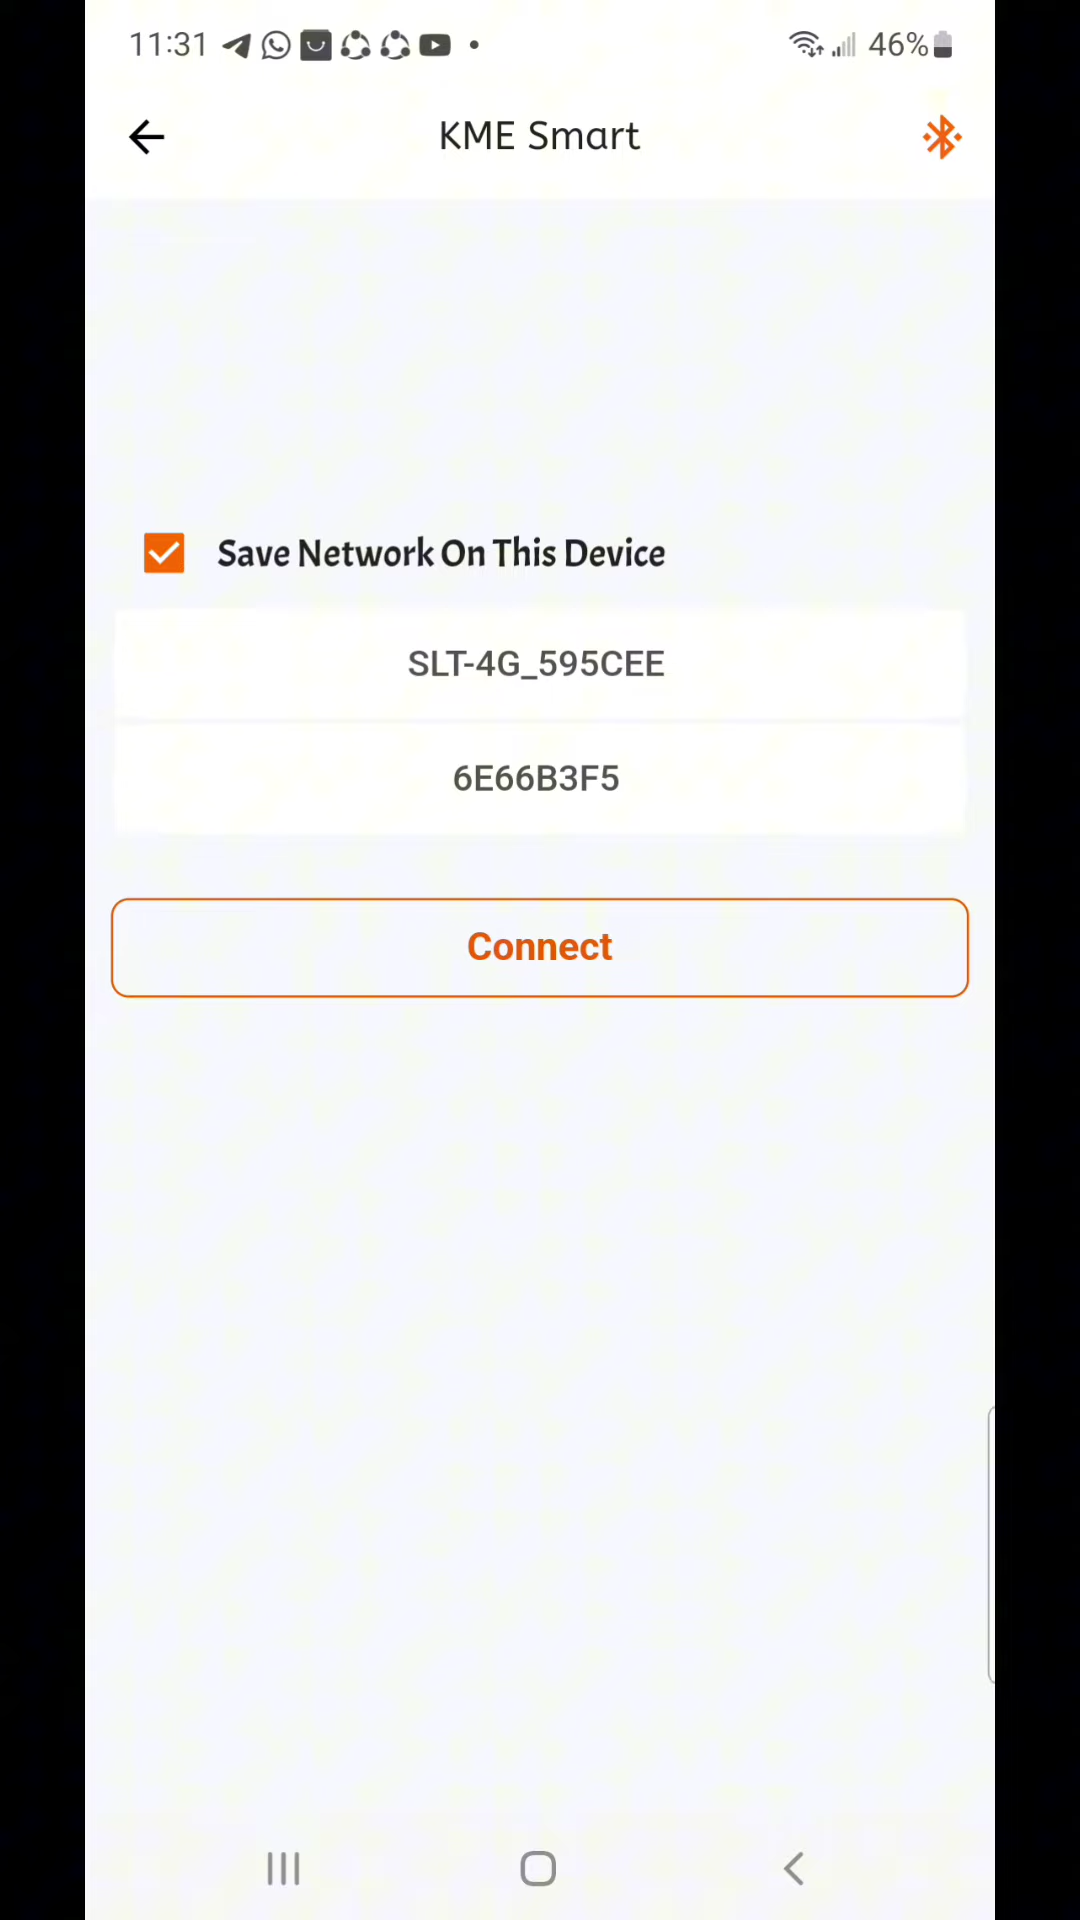 11:31 46%
KME Smart
Save Network On This Device
SLT-4G_595CEE
6E66B3F5
Connect